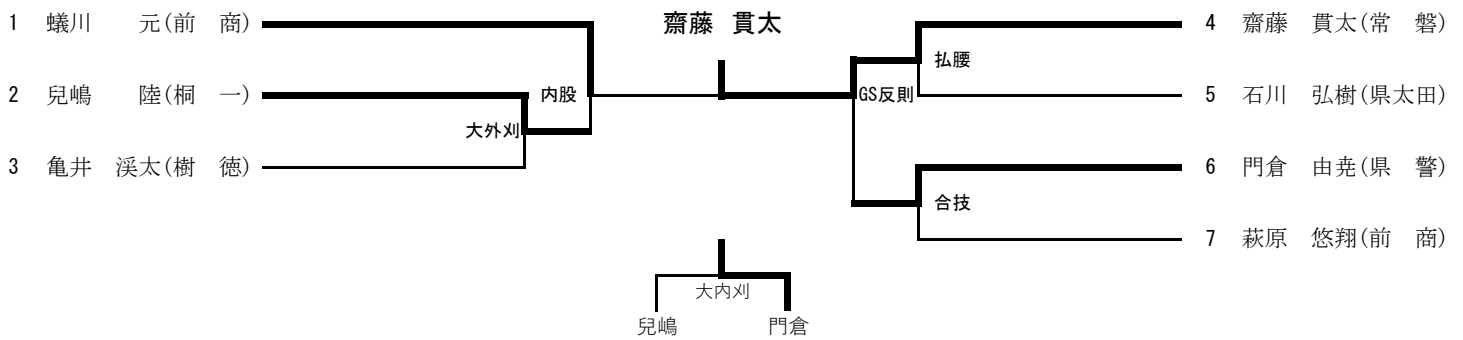 齋藤 貫太
1 蟻川 元(前 商)
2 兒嶋 陸(桐 一)
3 亀井 渓太(樹 徳)
内股
大外刈
4 齋藤 貫太(常 磐)
5 石川 弘樹(県太田)
6 門倉 由尭(県 警)
7 萩原 悠翔(前 商)
払腰
GS反則
合技
大内刈
兒嶋 門倉